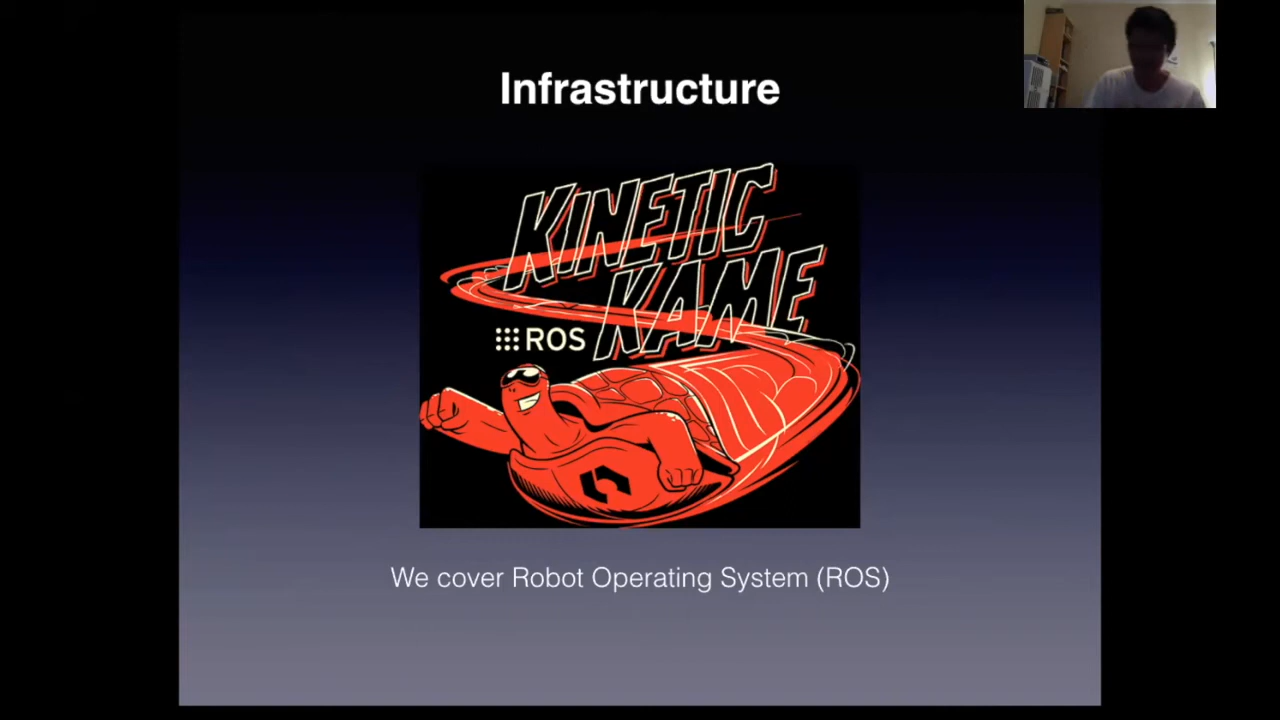 Infrastructure
KINETIC
KAME
ROS
We cover Robot Operating System (ROS)